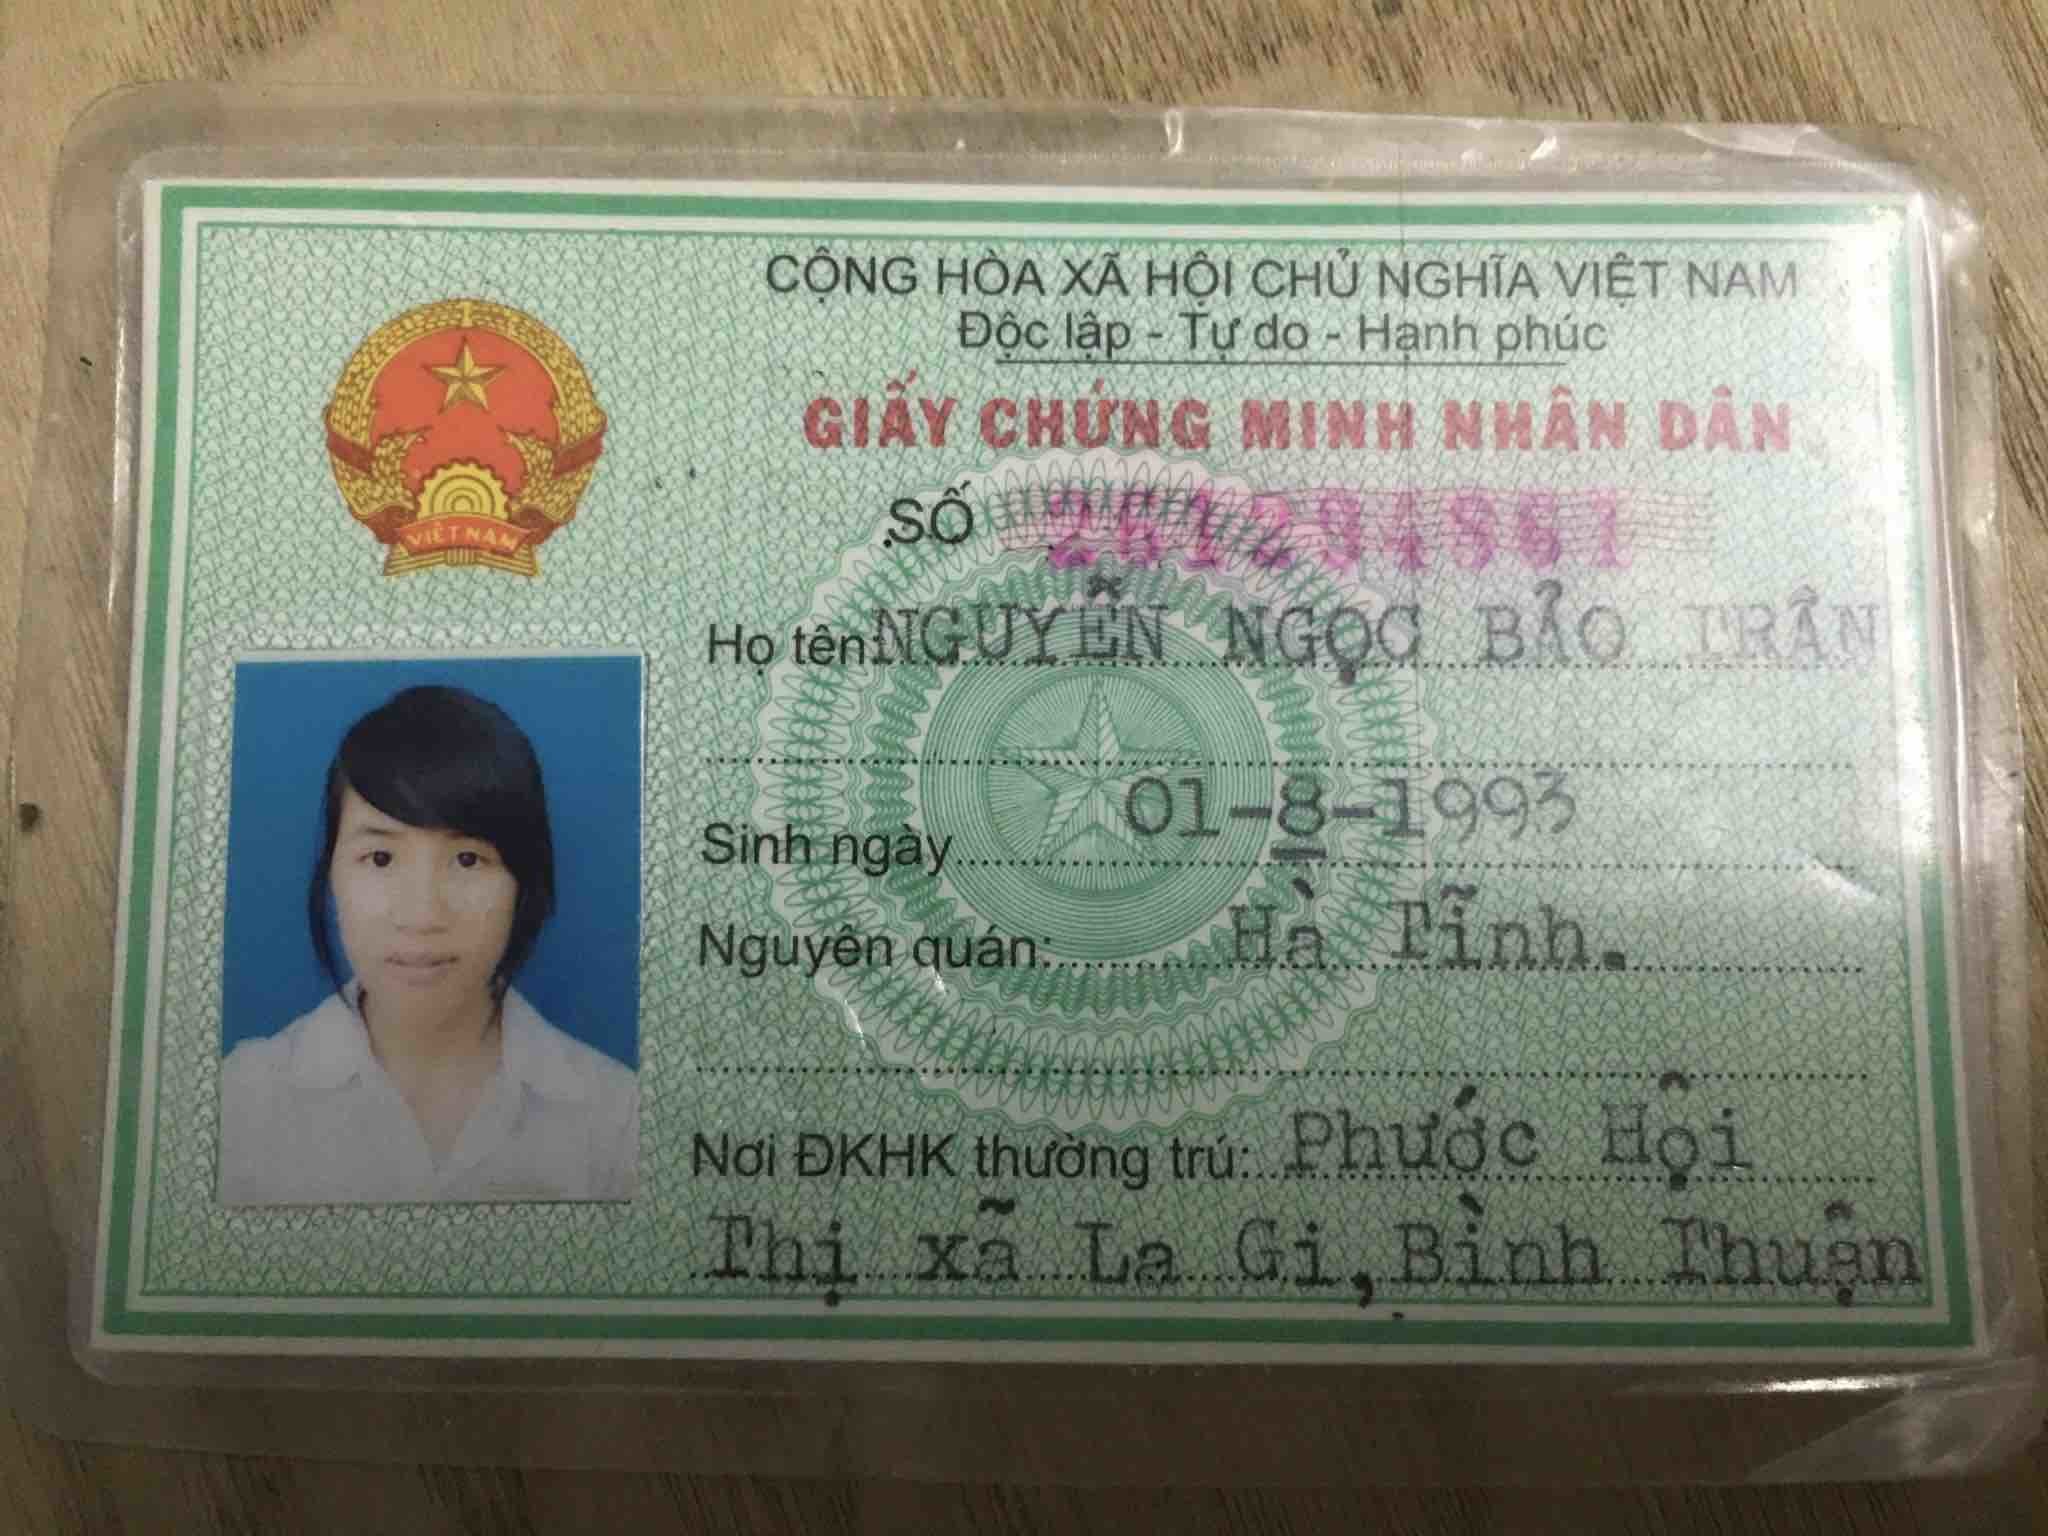 CỘNG HÒA XÃ HỘI CHỦ NGHĨA VIỆT NAM
Độc lập - Tự do - Hạnh phúc
GIẤY CHỨNG MINH NHÂN DÂN
SỐ
VIỆT NAM
Họ tên: NGUYỄN NGỌC BẢO TRÂN
Sinh ngày 01-8-1993
Nguyên quán: Hà Tĩnh.
Nơi ĐKHK thường trú: Phước Hội
Thị xã La Gi, Bình Thuận